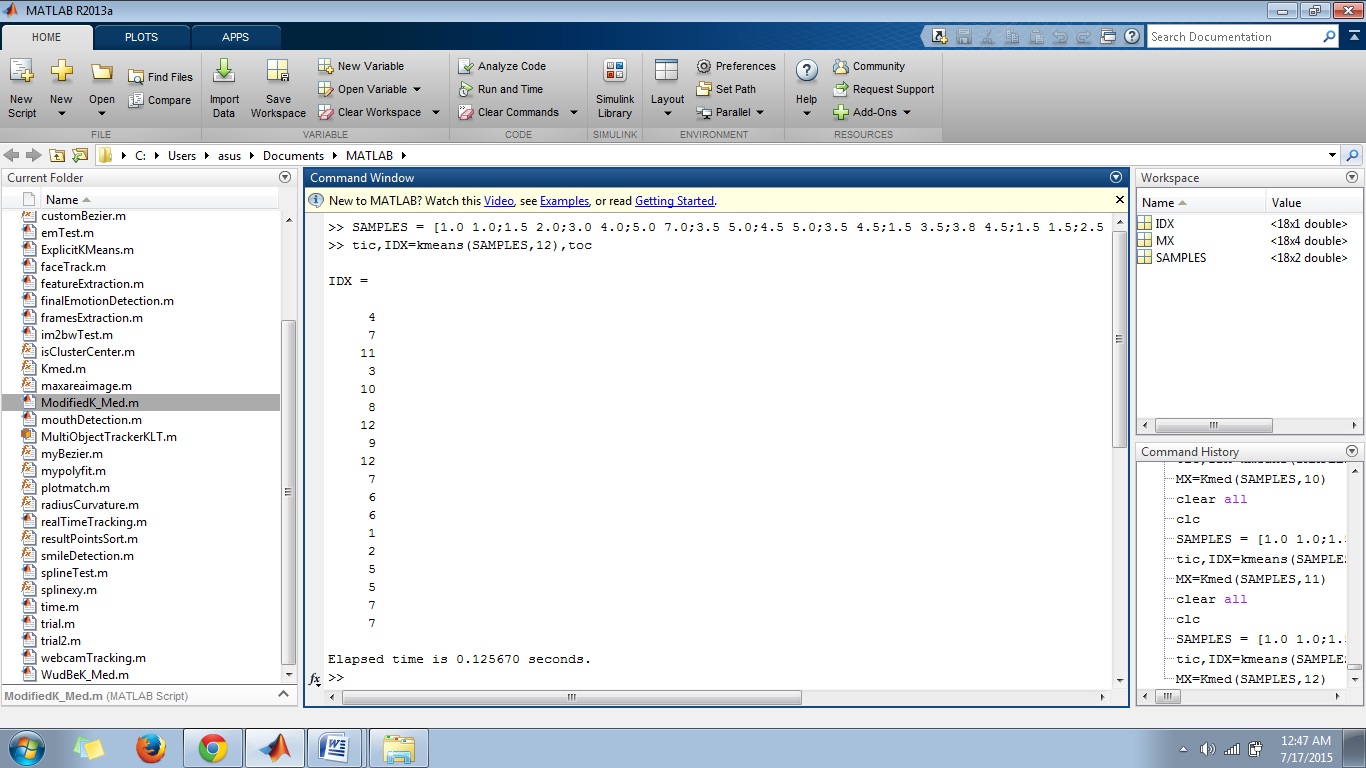 MATLAB R2013a
HOME PLOTS APPS
Search Documentation
New Script
New
Open
Find Files
Compare
FILE
Import Data
Save Workspace
New Variable
Open Variable
Clear Workspace
VARIABLE
Analyze Code
Run and Time
Clear Commands
CODE
Simulink Library
SIMULINK
Layout
Preferences
Set Path
Parallel
ENVIRONMENT
Help
Community
Request Support
Add-Ons
RESOURCES
C: Users asus Documents MATLAB
Current Folder
Name
customBezier.m
emTest.m
ExplicitKMeans.m
faceTrack.m
featureExtraction.m
finalEmotionDetection.m
framesExtraction.m
im2bwTest.m
isClusterCenter.m
Kmed.m
maxareaimage.m
ModifiedK_Med.m
mouthDetection.m
MultiObjectTrackerKLT.m
myBezier.m
mypolyfit.m
plotmatch.m
radiusCurvature.m
realTimeTracking.m
resultPointsSort.m
smileDetection.m
splineTest.m
splinexy.m
time.m
trial.m
trial2.m
webcamTracking.m
WudBeK_Med.m
ModifiedK_Med.m (MATLAB Script)
Command Window
New to MATLAB? Watch this Video, see Examples, or read Getting Started.
>> SAMPLES = [1.0 1.0;1.5 2.0;3.0 4.0;5.0 7.0;3.5 5.0;4.5 5.0;3.5 4.5;1.5 3.5;3.8 4.5;1.5 1.5;2.5
>> tic,IDX=kmeans(SAMPLES,12),toc
IDX =
4
7
11
3
10
8
12
9
12
7
6
6
1
2
5
5
7
7
Elapsed time is 0.125670 seconds.
fx >>
Workspace
Name Value
IDX <18x1 double>
MX <18x4 double>
SAMPLES <18x2 double>
Command History
MX=Kmed(SAMPLES,10)
clear all
clc
SAMPLES = [1.0 1.0;1.
tic,IDX=kmeans(SAMPLE
MX=Kmed(SAMPLES,11)
clear all
clc
SAMPLES = [1.0 1.0;1.
tic,IDX=kmeans(SAMPLE
MX=Kmed(SAMPLES,12)
12:47 AM
7/17/2015